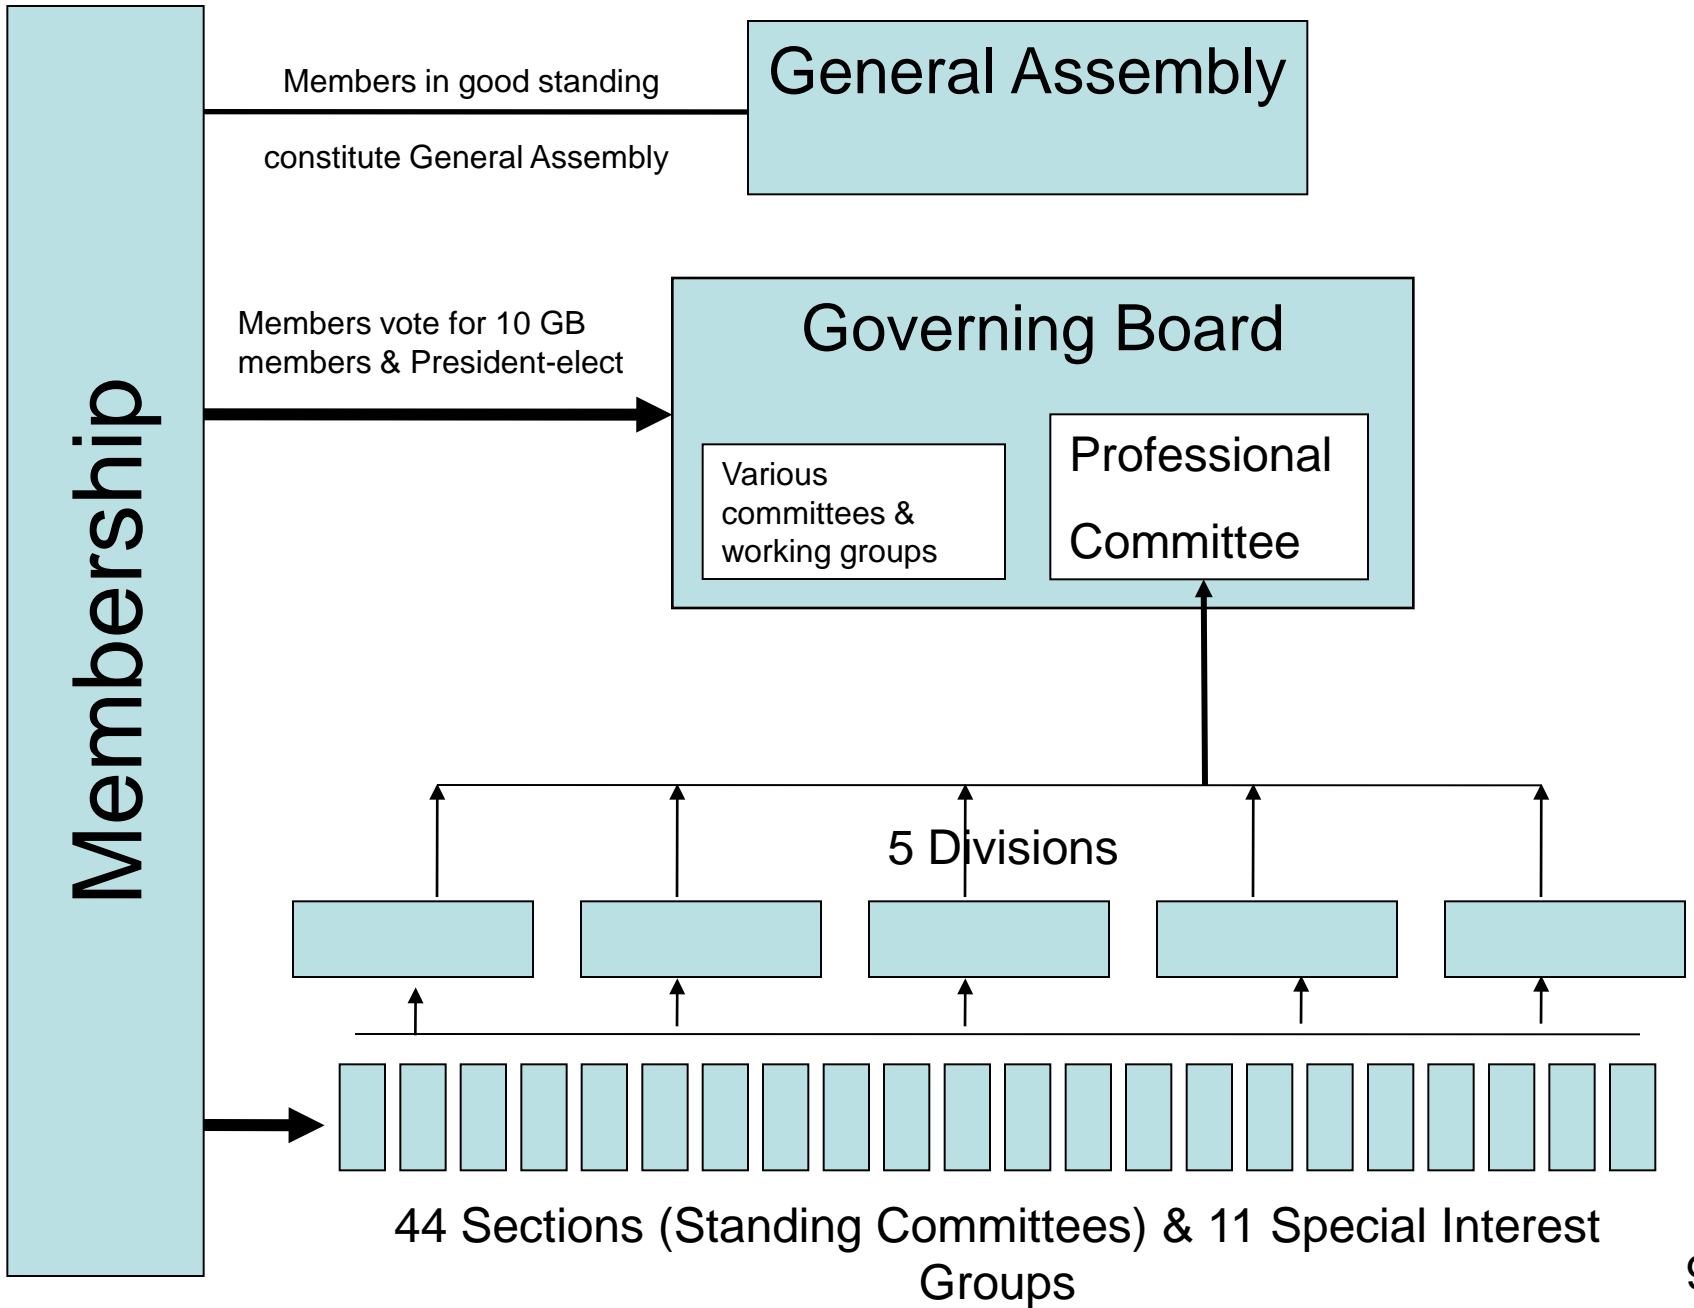 Membership
Members in good standing
constitute General Assembly
General Assembly
Members vote for 10 GB
members & President-elect
Governing Board
Various
committees &
working groups
Professional
Committee
5 Divisions
44 Sections (Standing Committees) & 11 Special Interest
Groups